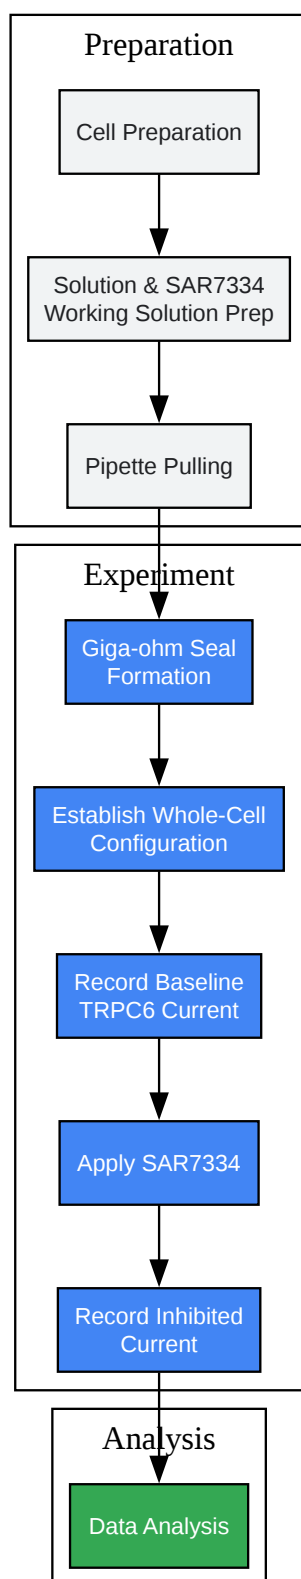 Preparation
Cell Preparation
Solution & SAR7334
Working Solution Prep
Pipette Pulling
Experiment
Giga-ohm Seal
Formation
Establish Whole-Cell
Configuration
Record Baseline
TRPC6 Current
Apply SAR7334
Record Inhibited
Current
Analysis
Data Analysis